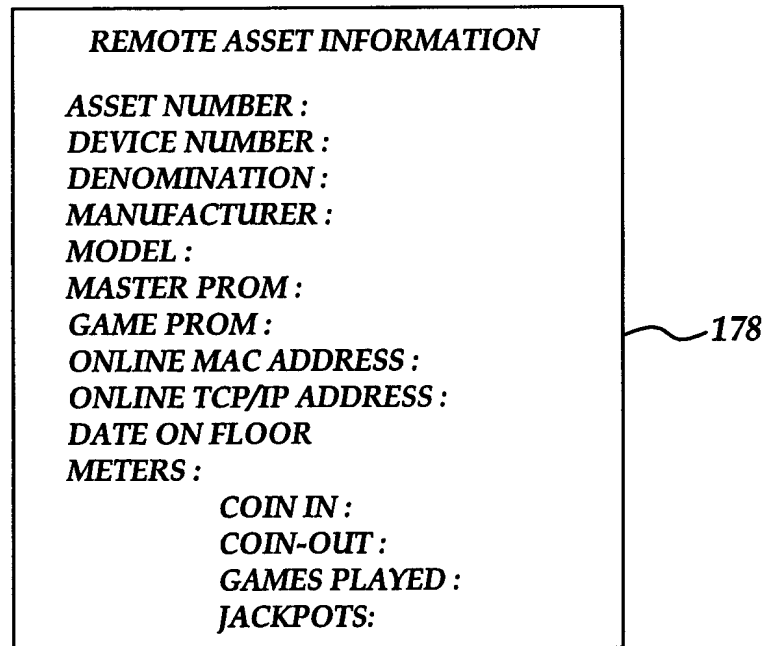 REMOTE ASSET INFORMATION
ASSET NUMBER :
DEVICE NUMBER :
DENOMINATION :
MANUFACTURER :
MODEL :
MASTER PROM :
GAME PROM :
178
ONLINE MAC ADDRESS :
ONLINE TCP/IP ADDRESS :
DATE ON FLOOR
METERS :
COIN IN :
COIN-OUT :
GAMES PLAYED :
JACKPOTS: